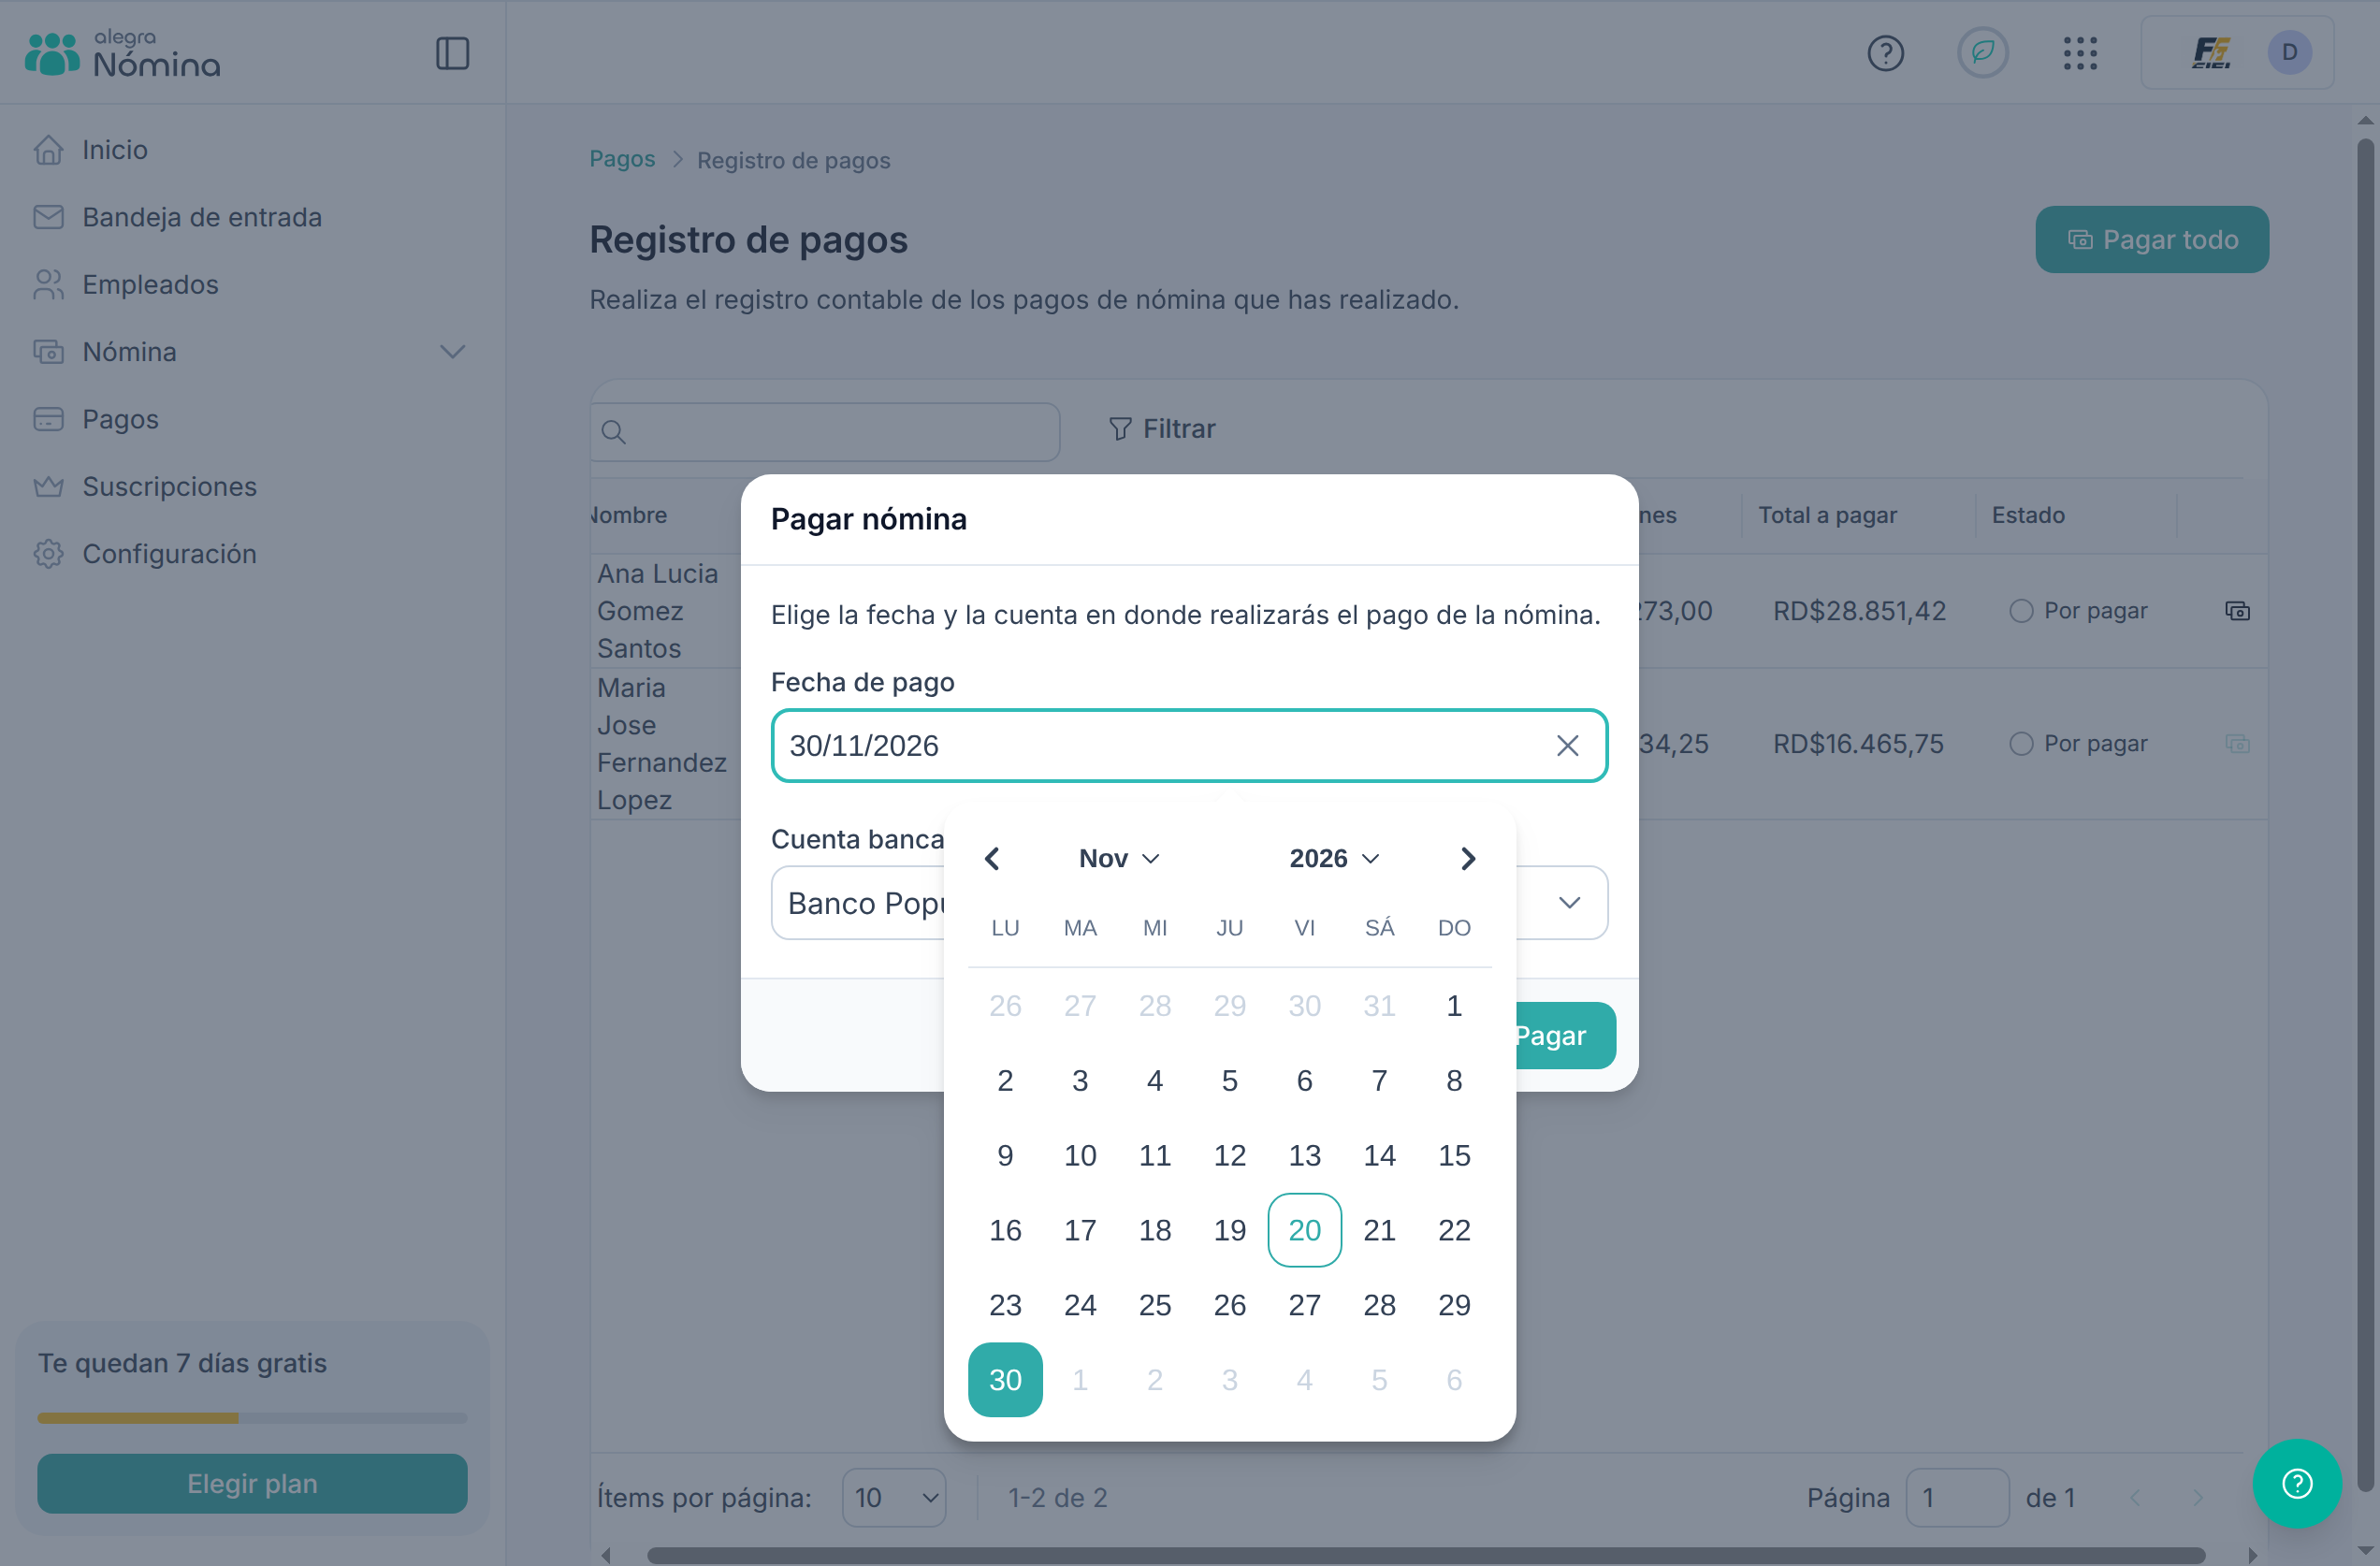 alegra
Nómina
D
Inicio
Bandeja de entrada
Empleados
Nómina
Pagos
Suscripciones
Configuración
Te quedan 7 días gratis
Elegir plan
Pagos > Registro de pagos
Registro de pagos
Pagar todo
Realiza el registro contable de los pagos de nómina que has realizado.
Filtrar
Nombre
nes
Total a pagar
Estado
Ana Lucia
Gomez
Santos
273,00
RD$28.851,42
Por pagar
Maria
Jose
Fernandez
Lopez
34,25
RD$16.465,75
Por pagar
Pagar nómina
Elige la fecha y la cuenta en donde realizarás el pago de la nómina.
Fecha de pago
30/11/2026
Cuenta banca
Banco Popu
Pagar
Nov 2026
LU MA MI JU VI SÁ DO
26 27 28 29 30 31 1
2 3 4 5 6 7 8
9 10 11 12 13 14 15
16 17 18 19 20 21 22
23 24 25 26 27 28 29
30 1 2 3 4 5 6
Ítems por página: 10 1-2 de 2
Página 1 de 1